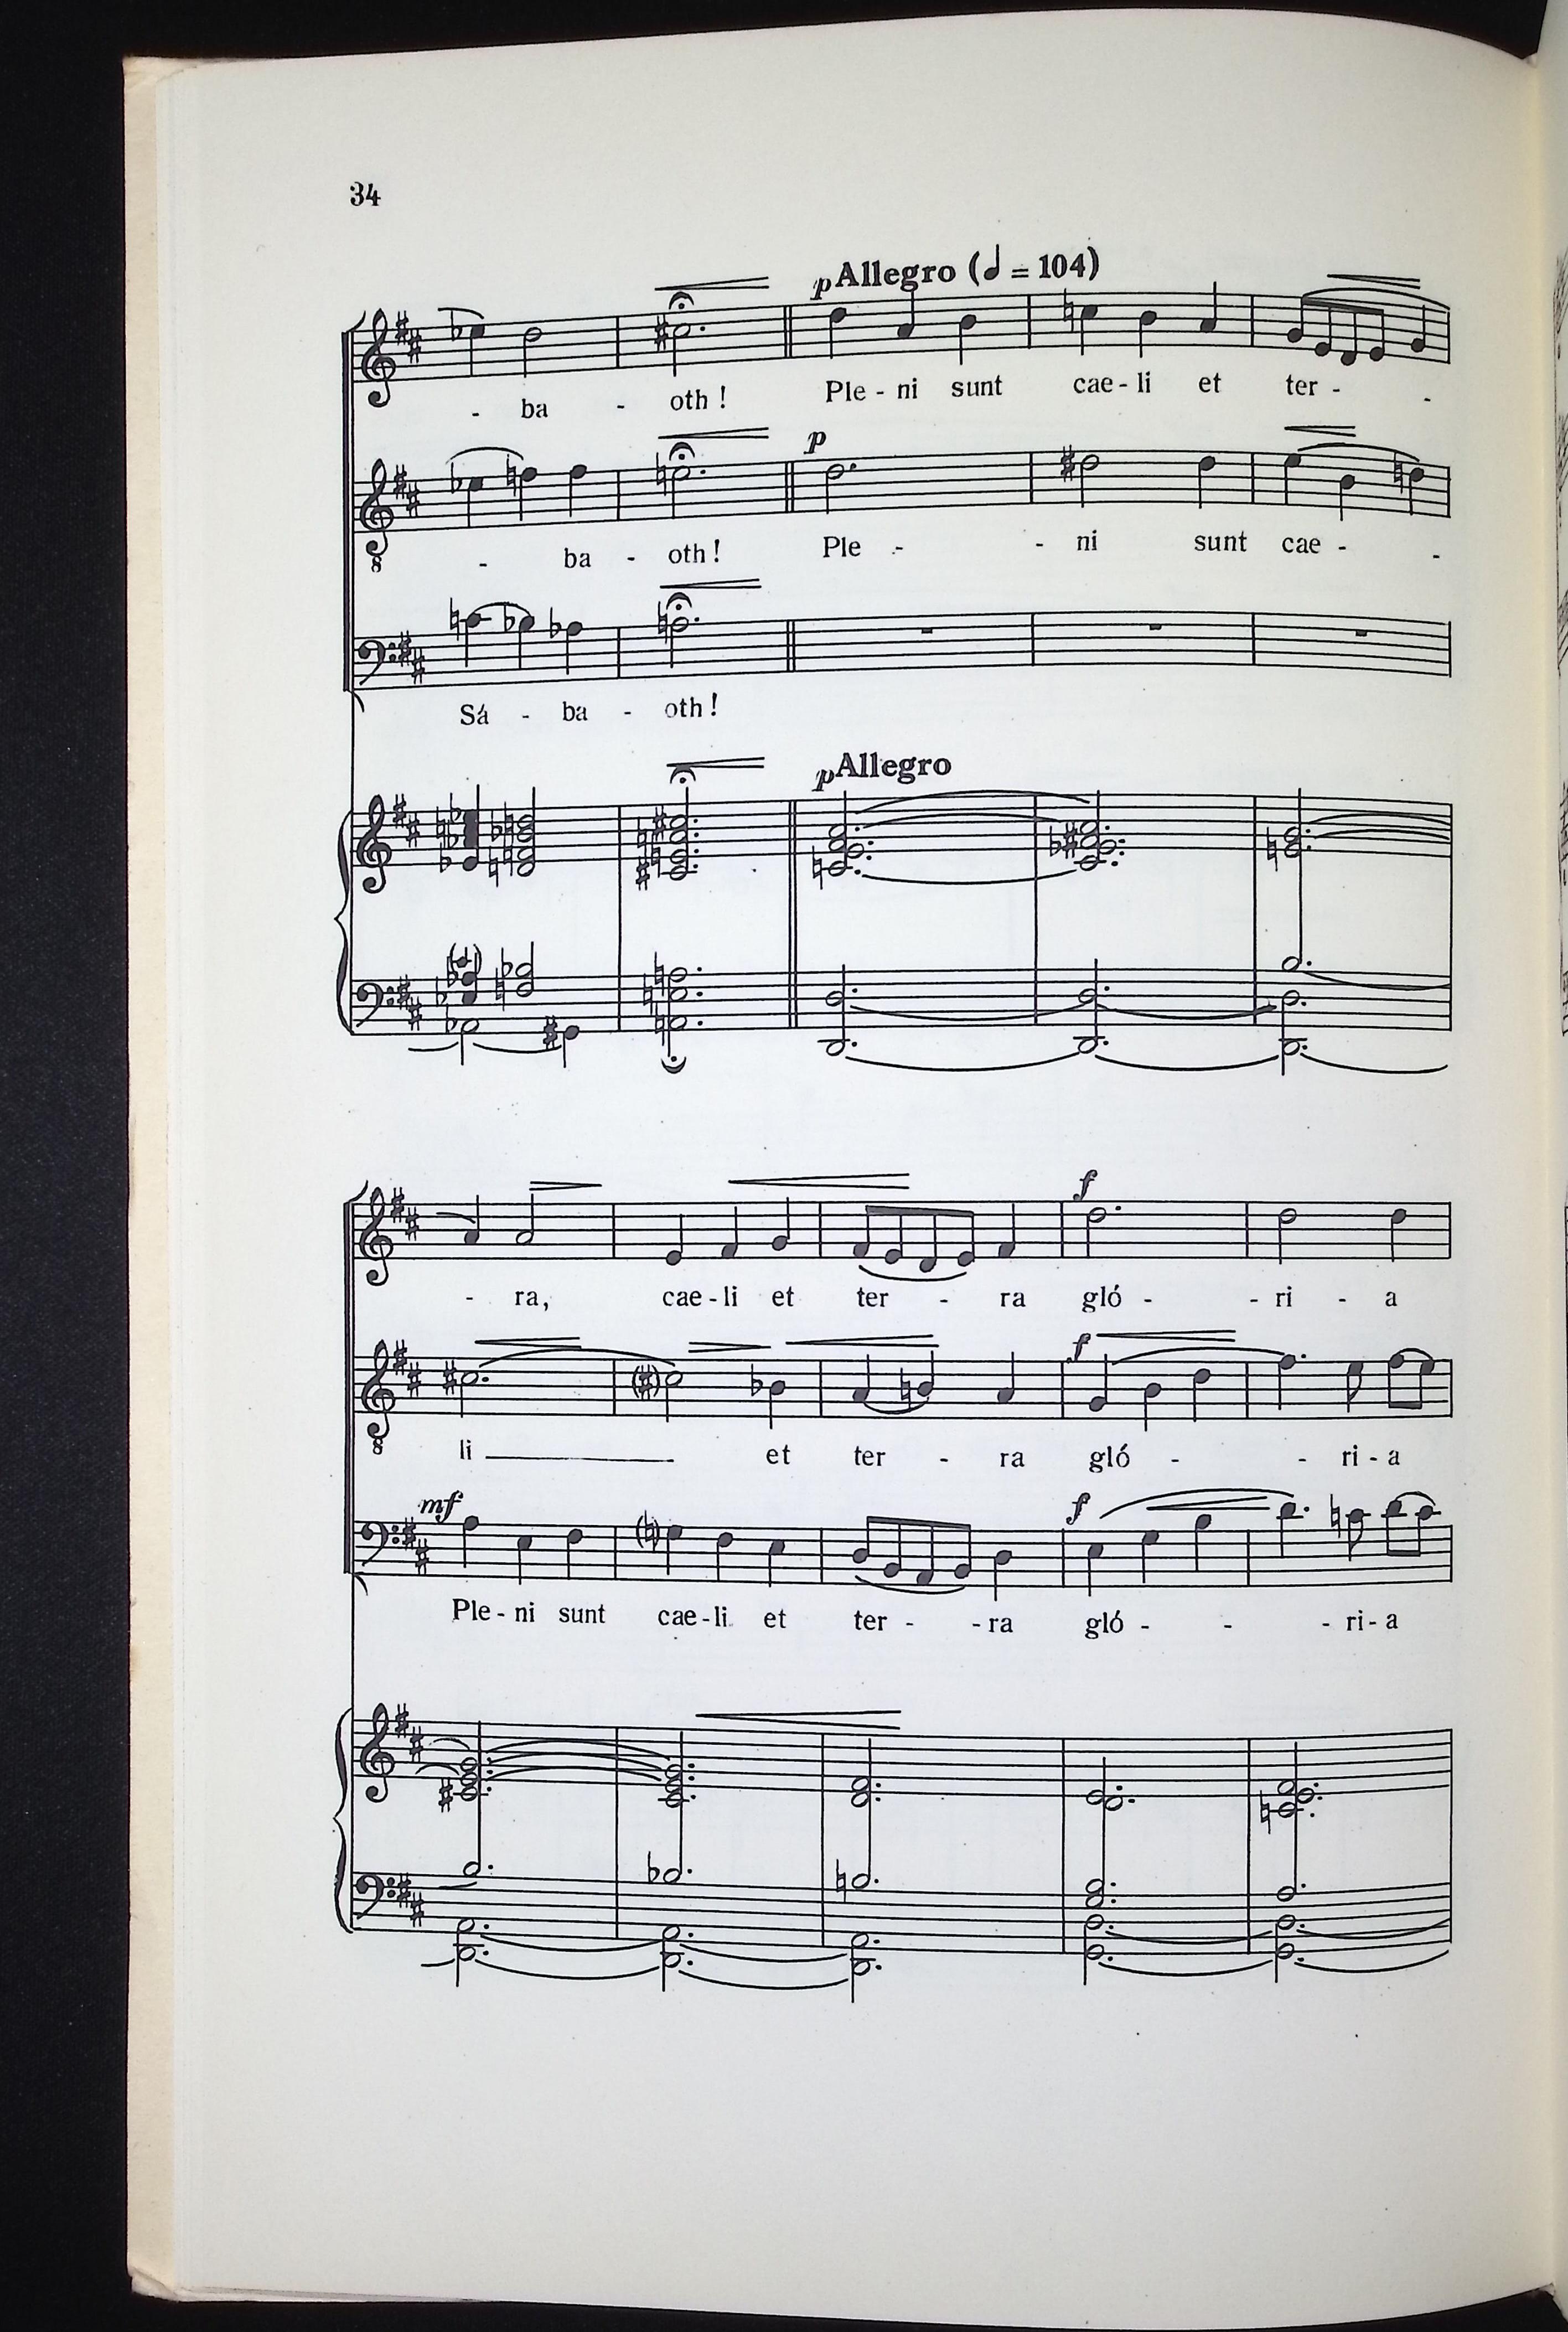 34
p Allegro (𝅗𝅥 = 104)
- ba - oth ! Ple - ni sunt cae - li et ter - -
p
- ba - oth! Ple - - ni sunt cae - -
Sá - ba - oth!
p Allegro
f
- ra, cae - li et ter - ra gló - - ri - a
f
li et ter - ra gló - - ri - a
mf f
Ple - ni sunt cae - li et ter - - ra gló - - - ri - a